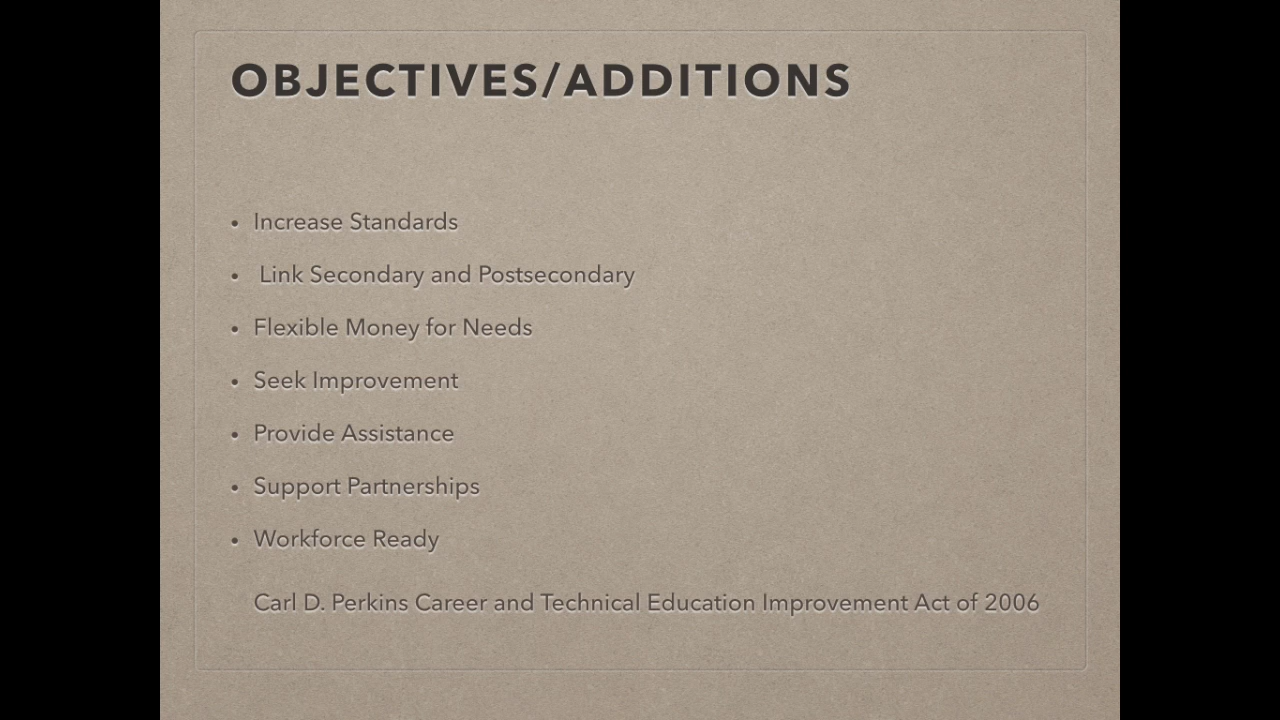 OBJECTIVES/ADDITIONS
• Increase Standards
• Link Secondary and Postsecondary
• Flexible Money for Needs
• Seek Improvement
• Provide Assistance
• Support Partnerships
• Workforce Ready
Carl D. Perkins Career and Technical Education Improvement Act of 2006